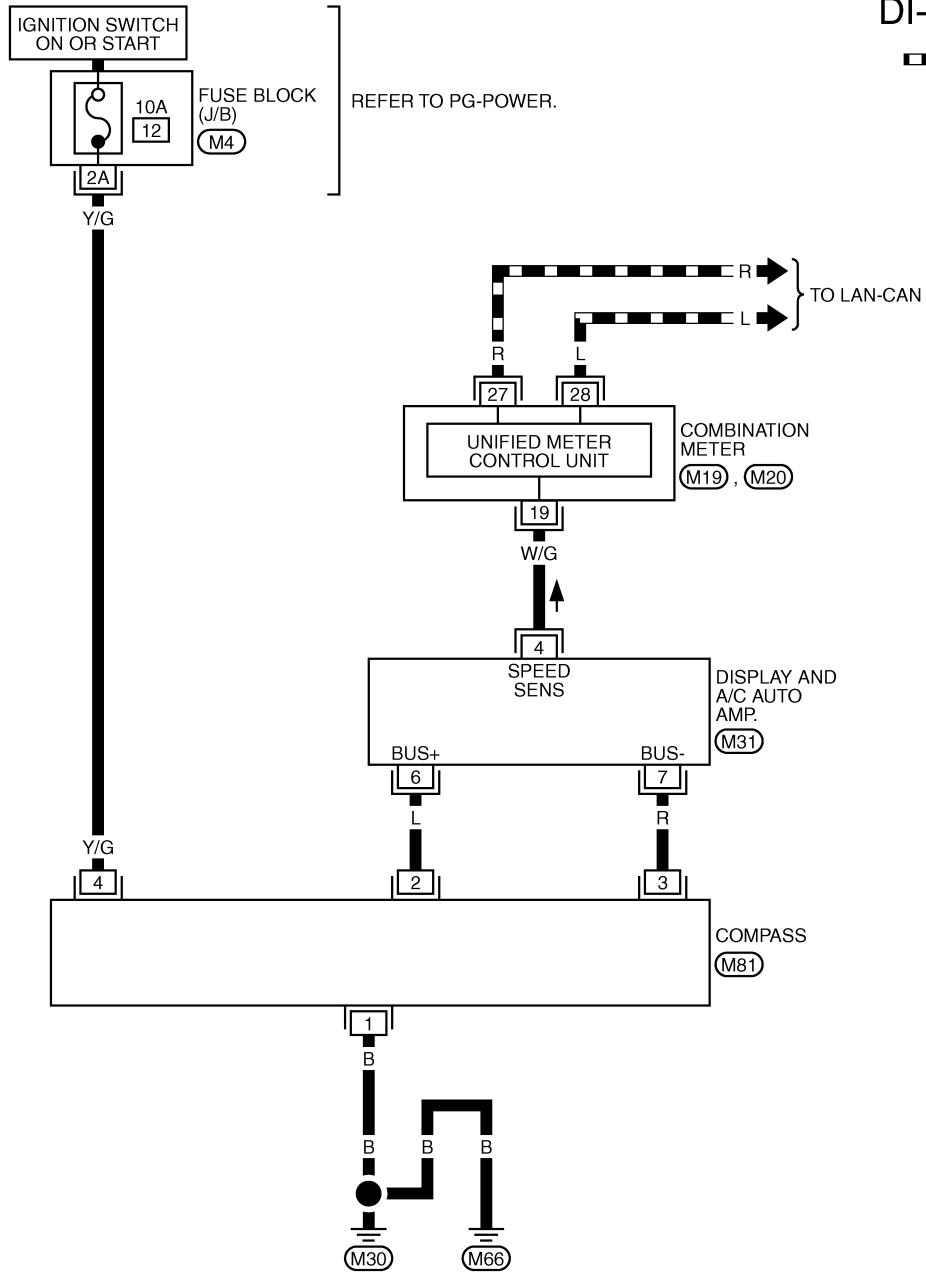 DI-
IGNITION SWITCH
ON OR START
FUSE BLOCK
(J/B)
M4
10A
12
REFER TO PG-POWER.
2A
Y/G
R
TO LAN-CAN
L
R
L
27
28
UNIFIED METER
CONTROL UNIT
COMBINATION
METER
M19 , M20
19
W/G
4
SPEED
SENS
DISPLAY AND
A/C AUTO
AMP.
M31
BUS+
BUS-
6
7
L
R
Y/G
4
2
3
COMPASS
M81
1
B
B
B
B
M30
M66